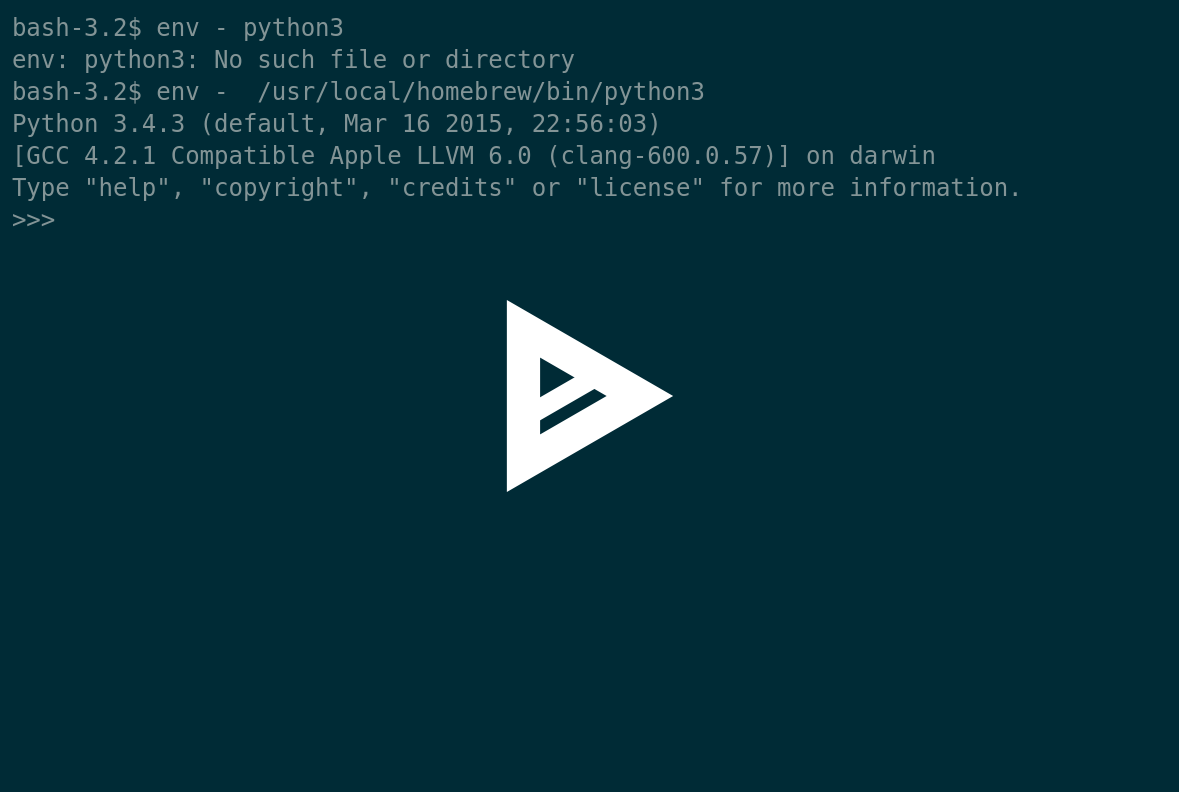 bash-3.2$ env - python3
env: python3: No such file or directory
bash-3.2$ env -  /usr/local/homebrew/bin/python3
Python 3.4.3 (default, Mar 16 2015, 22:56:03)
[GCC 4.2.1 Compatible Apple LLVM 6.0 (clang-600.0.57)] on darwin
Type "help", "copyright", "credits" or "license" for more information.
>>>